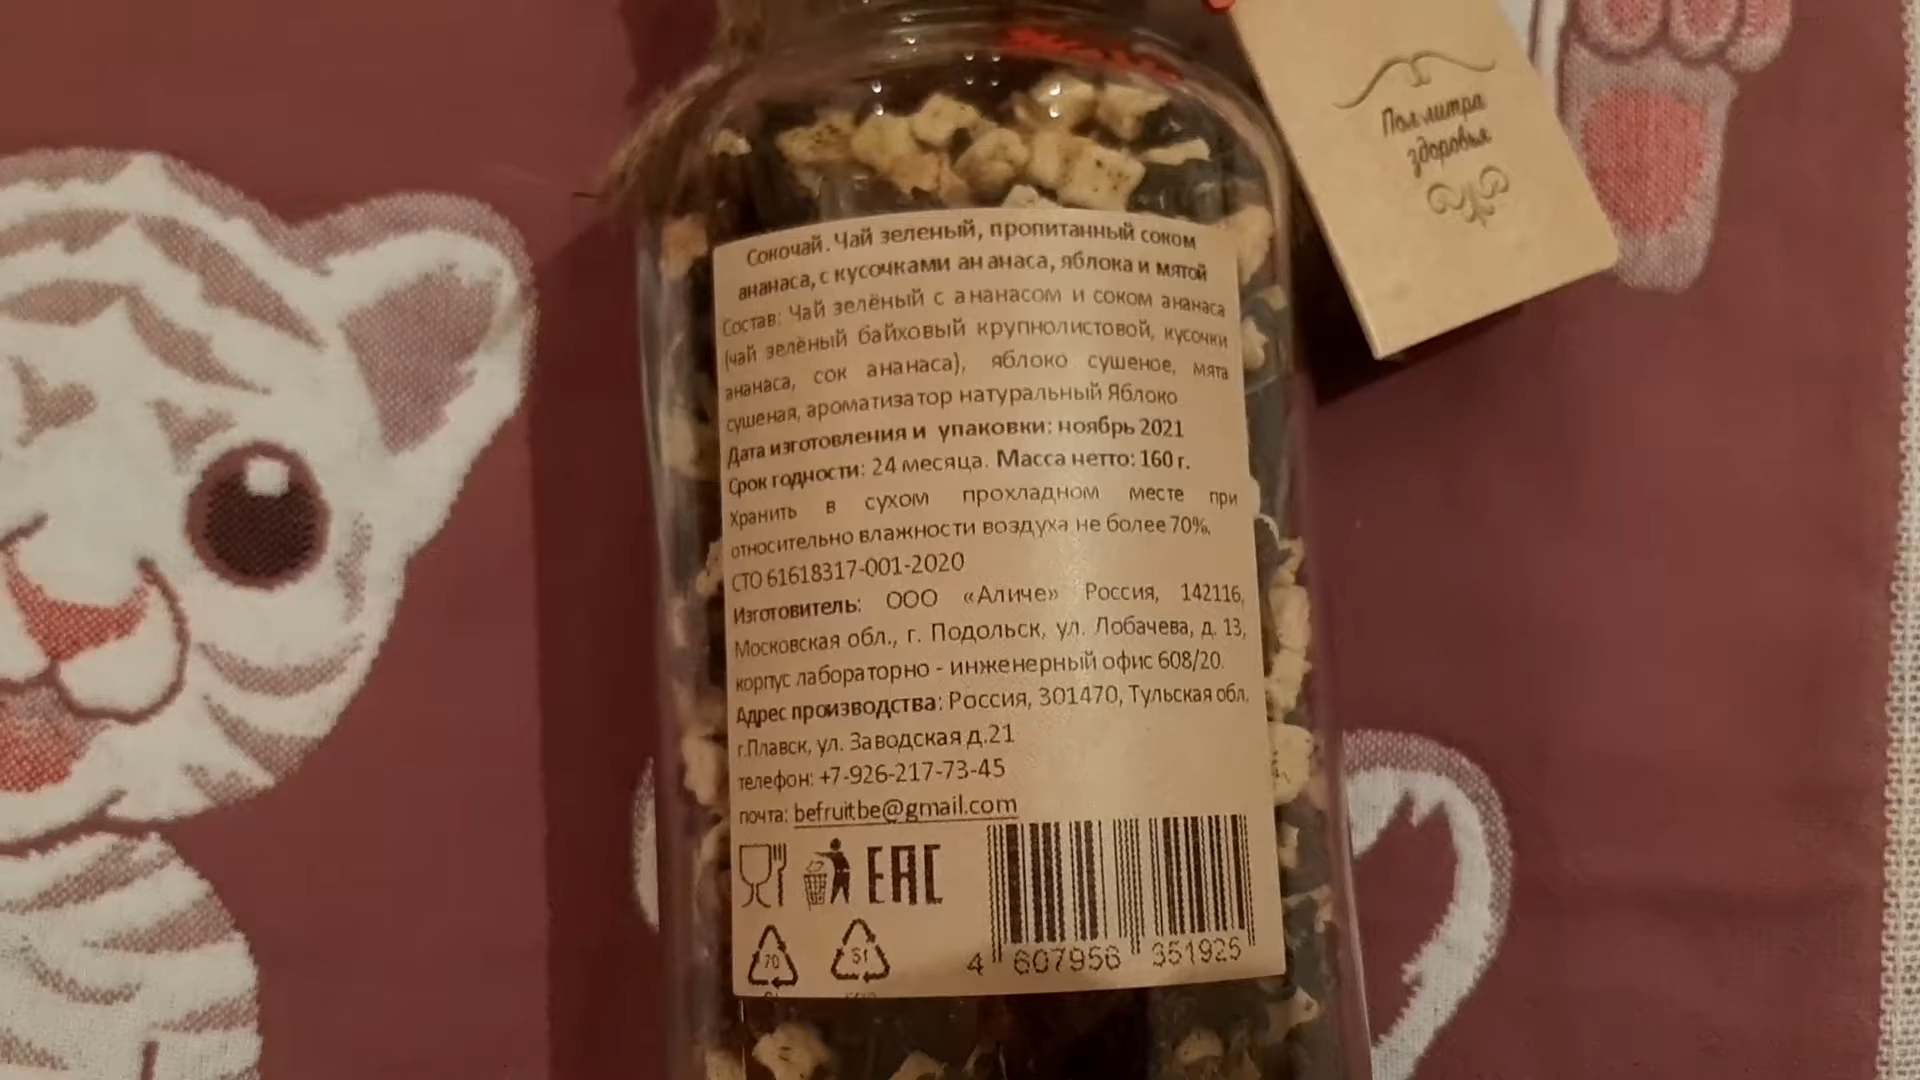 Пол-литра
здоровья
Сокочай. Чай зеленый, пропитанный соком
ананаса, с кусочками ананаса, яблока и мятой
Состав: Чай зелёный с ананасом и соком ананаса
(чай зелёный байховый крупнолистовой, кусочки
ананаса, сок ананаса), яблоко сушеное, мята
сушеная, ароматизатор натуральный Яблоко
Дата изготовления и упаковки: ноябрь 2021
Срок годности: 24 месяца. Масса нетто: 160 г.
Хранить в сухом прохладном месте при
относительно влажности воздуха не более 70%.
СТО 61618317-001-2020
Изготовитель: ООО «Аличе» Россия, 142116,
Московская обл., г. Подольск, ул. Лобачева, д. 13,
корпус лабораторно - инженерный офис 608/20.
Адрес производства: Россия, 301470, Тульская обл.
г.Плавск, ул. Заводская д.21
телефон: +7-926-217-73-45
почта: befruitbe@gmail.com
EAC
70
51
4 607956 351925